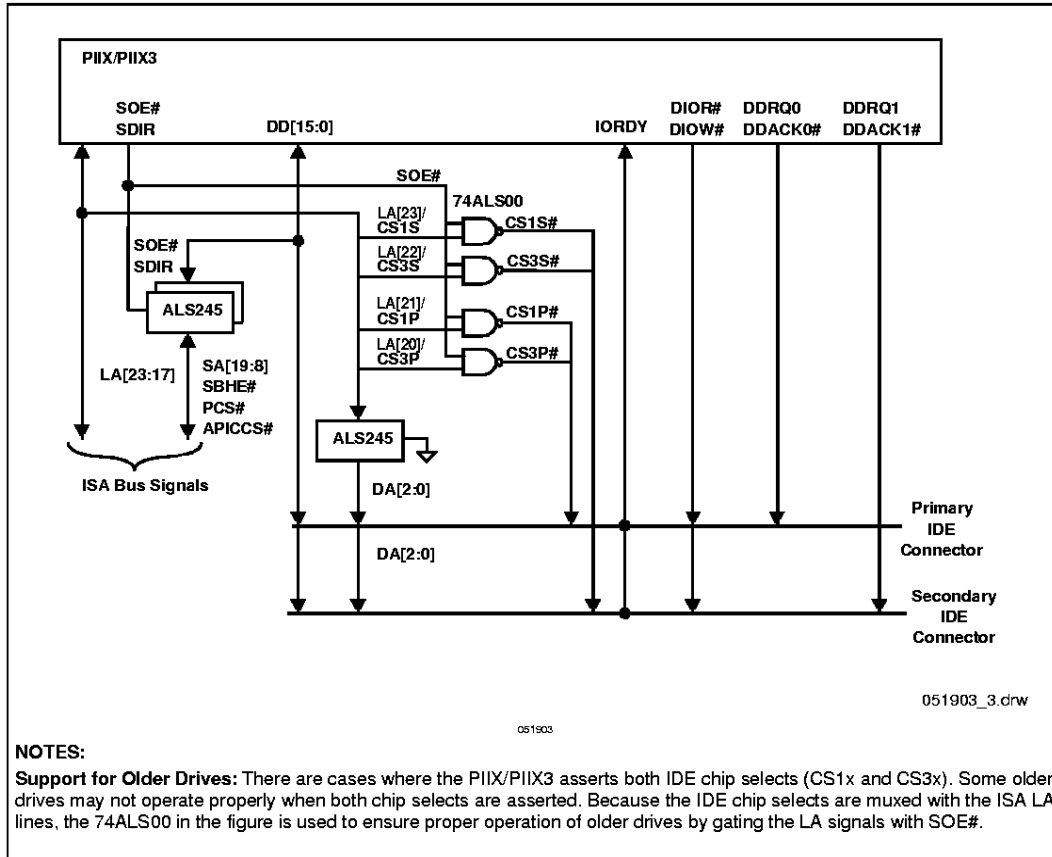 PIIX/PIIX3
SOE#
SDIR
DD[15:0]
IORDY
DIOR#
DIOW#
DDRQ0
DDACK0#
DDRQ1
DDACK1#
SOE#
74ALS00
LA[23]/
CS1S
CS1S#
LA[22]/
CS3S
CS3S#
LA[21]/
CS1P
CS1P#
LA[20]/
CS3P
CS3P#
SOE#
SDIR
ALS245
LA[23:17]
SA[19:8]
SBHE#
PCS#
APICCS#
ISA Bus Signals
ALS245
DA[2:0]
DA[2:0]
Primary
IDE
Connector
Secondary
IDE
Connector
051903_3.drw
051903
NOTES:
Support for Older Drives: There are cases where the PIIX/PIIX3 asserts both IDE chip selects (CS1x and CS3x). Some older
drives may not operate properly when both chip selects are asserted. Because the IDE chip selects are muxed with the ISA LA
lines, the 74ALS00 in the figure is used to ensure proper operation of older drives by gating the LA signals with SOE#.